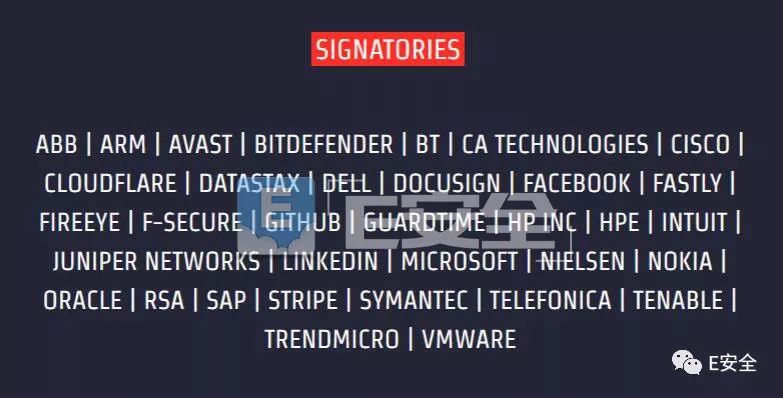 SIGNATORIES
ABB | ARM | AVAST | BITDEFENDER | BT | CA TECHNOLOGIES | CISCO |
CLOUDFLARE | DATASTAX | DELL | DOCUSIGN | FACEBOOK | FASTLY |
FIREEYE | F-SECURE | GITHUB | GUARDTIME | HP INC | HPE | INTUIT |
E安全
JUNIPER NETWORKS | LINKEDIN | MICROSOFT | NIELSEN | NOKIA |
ORACLE | RSA | SAP | STRIPE | SYMANTEC | TELEFONICA | TENABLE |
TRENDMICRO | VMWARE
E安全